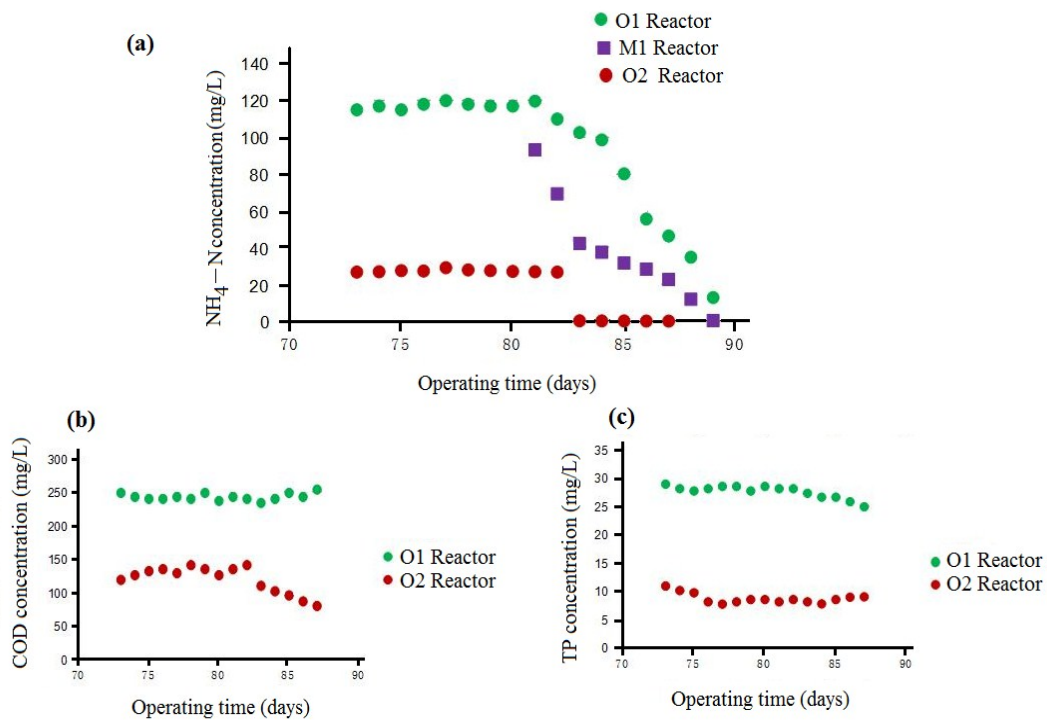 (a)
O1 Reactor
M1 Reactor
O2 Reactor
NH4—N concentration (mg/L)
140
120
100
80
60
40
20
0
70 75 80 85 90
Operating time (days)
(b)
COD concentration (mg/L)
300
250
200
150
100
50
0
70 75 80 85 90
Operating time (days)
O1 Reactor
O2 Reactor
(c)
TP concentration (mg/L)
35
30
25
20
15
10
5
0
70 75 80 85 90
Operating time (days)
O1 Reactor
O2 Reactor